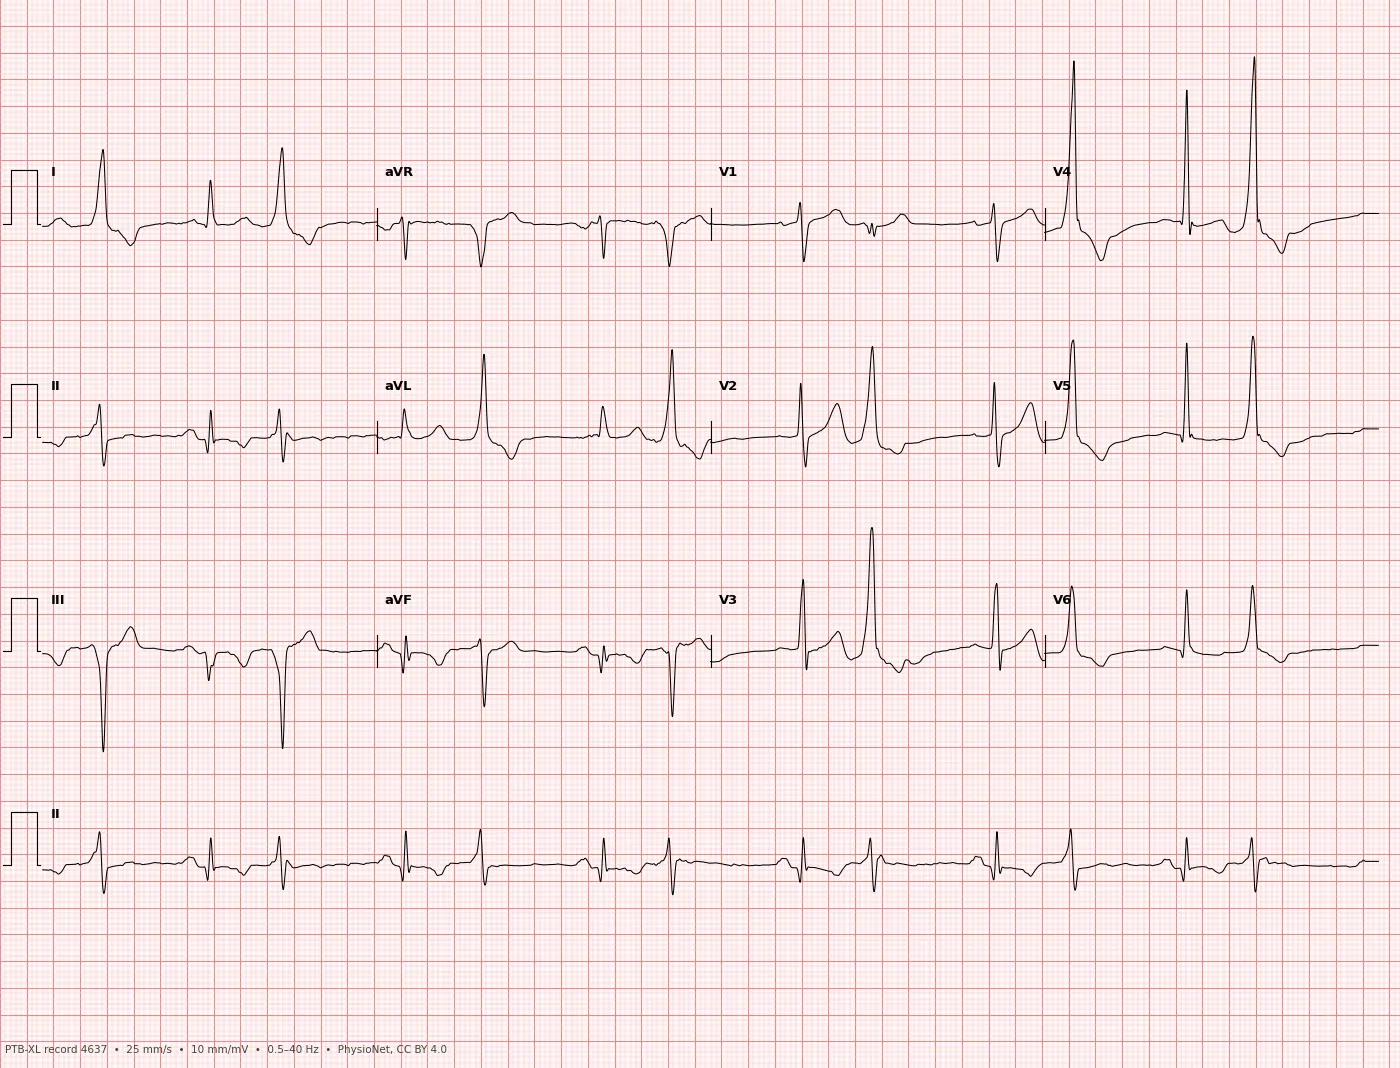 I aVR V1 V4
II aVL V2 V5
III aVF V3 V6
II
PTB-XL record 4637 • 25 mm/s • 10 mm/mV • 0.5–40 Hz • PhysioNet, CC BY 4.0